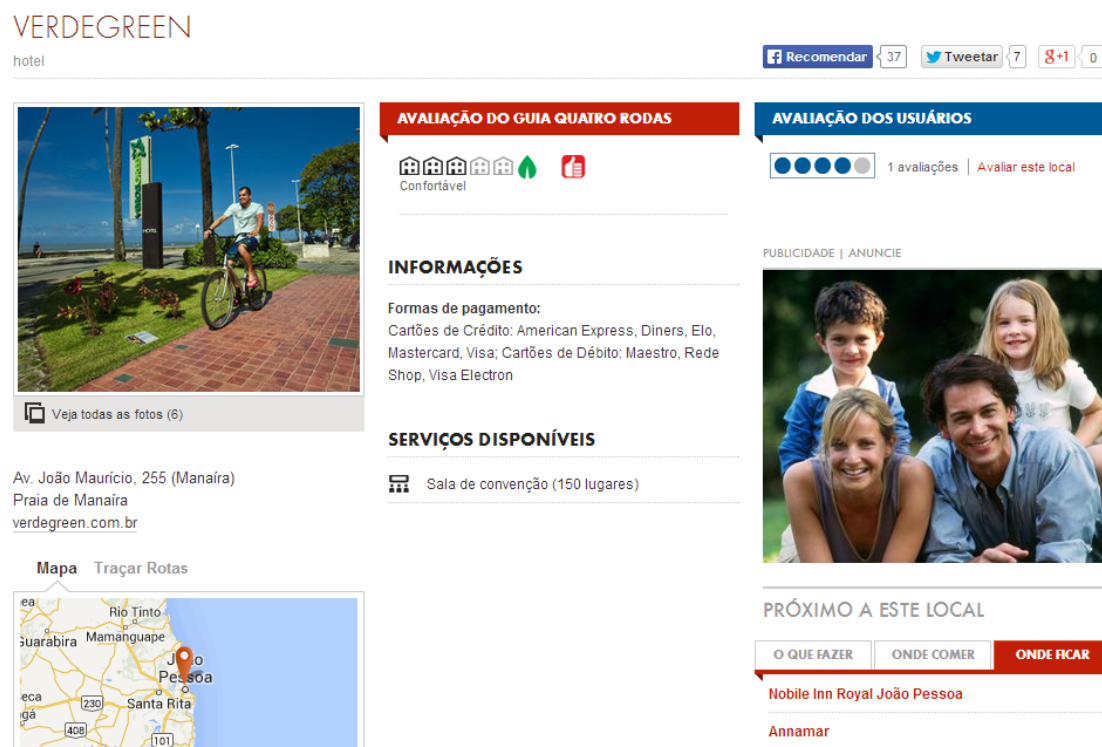 VERDEGREEN
hotel
Recomendar
37
Tweetar
7
g+1
0
HOTEL
Veja todas as fotos (6)
Av. João Maurício, 255 (Manaíra)
Praia de Manaíra
verdegreen.com.br
Mapa Traçar Rotas
ea
Rio Tinto
Guarabira
Mamanguape
João
Pessoa
eca
230
Santa Rita
gá
408
101
AVALIAÇÃO DO GUIA QUATRO RODAS
Confortável
INFORMAÇÕES
Formas de pagamento:
Cartões de Crédito: American Express, Diners, Elo,
Mastercard, Visa; Cartões de Débito: Maestro, Rede
Shop, Visa Electron
SERVIÇOS DISPONÍVEIS
Sala de convenção (150 lugares)
AVALIAÇÃO DOS USUÁRIOS
1 avaliações | Avaliar este local
PUBLICIDADE | ANUNCIE
PRÓXIMO A ESTE LOCAL
O QUE FAZER
ONDE COMER
ONDE FICAR
Nobile Inn Royal João Pessoa
Annamar